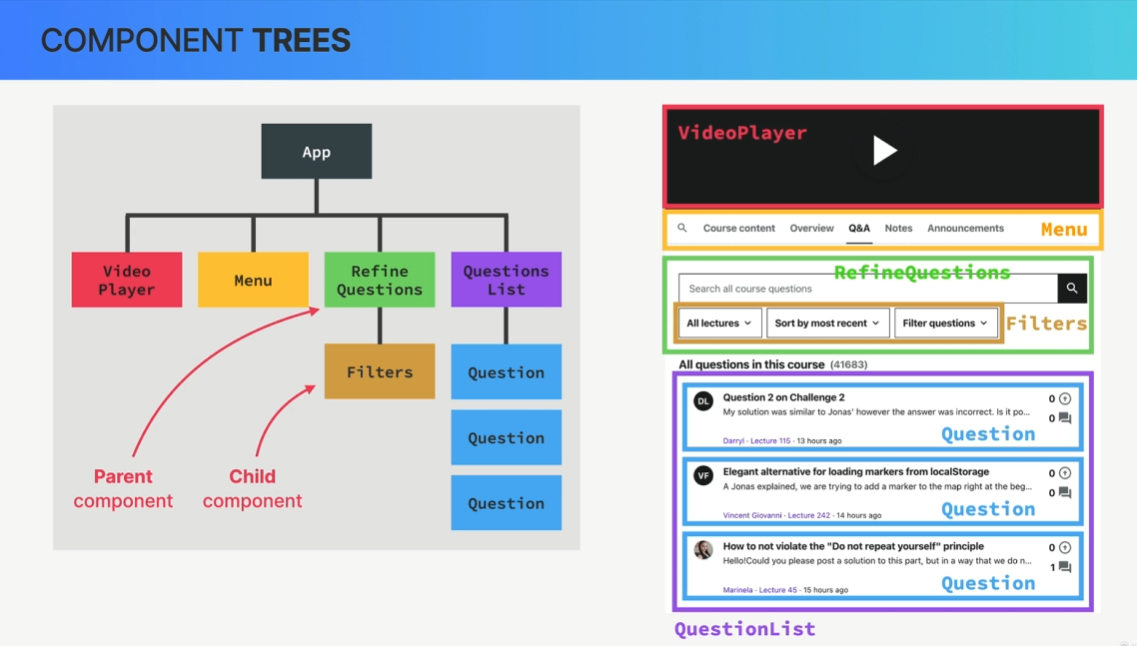 COMPONENT TREES
App
Video
Player
Menu
Refine
Questions
Questions
List
Filters
Question
Question
Question
Parent
component
Child
component
VideoPlayer
Course content Overview Q&A Notes Announcements Menu
RefineQuestions
Search all course questions
All lectures Sort by most recent Filter questions Filters
All questions in this course (41683)
DL Question 2 on Challenge 2 0
My solution was similar to Jonas' however the answer was incorrect. Is it po... 0
Darryl · Lecture 115 · 13 hours ago Question
VF Elegant alternative for loading markers from localStorage 0
A Jonas explained, we are trying to add a marker to the map right at the beg... 0
Vincent Giovanni · Lecture 242 · 14 hours ago Question
How to not violate the "Do not repeat yourself" principle 0
Hello!Could you please post a solution to this part, but in a way that we do n... 1
Marinela · Lecture 45 · 15 hours ago Question
QuestionList